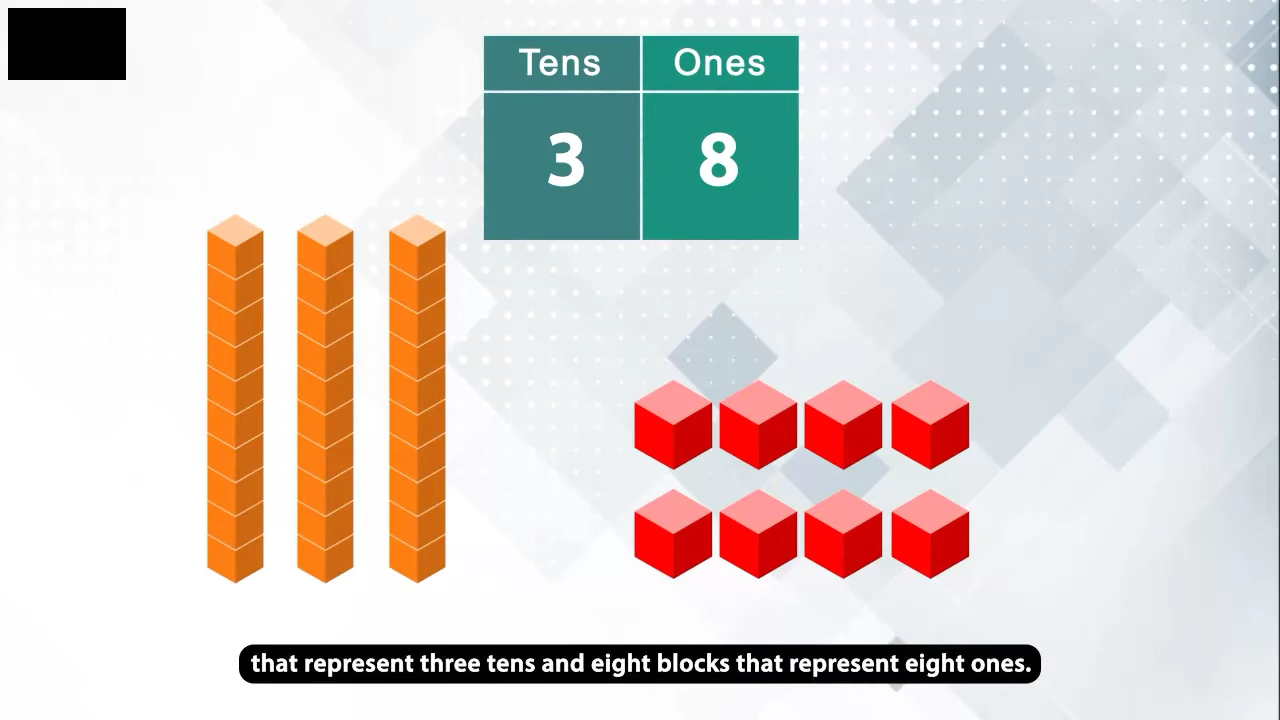 Tens Ones
3 8
that represent three tens and eight blocks that represent eight ones.